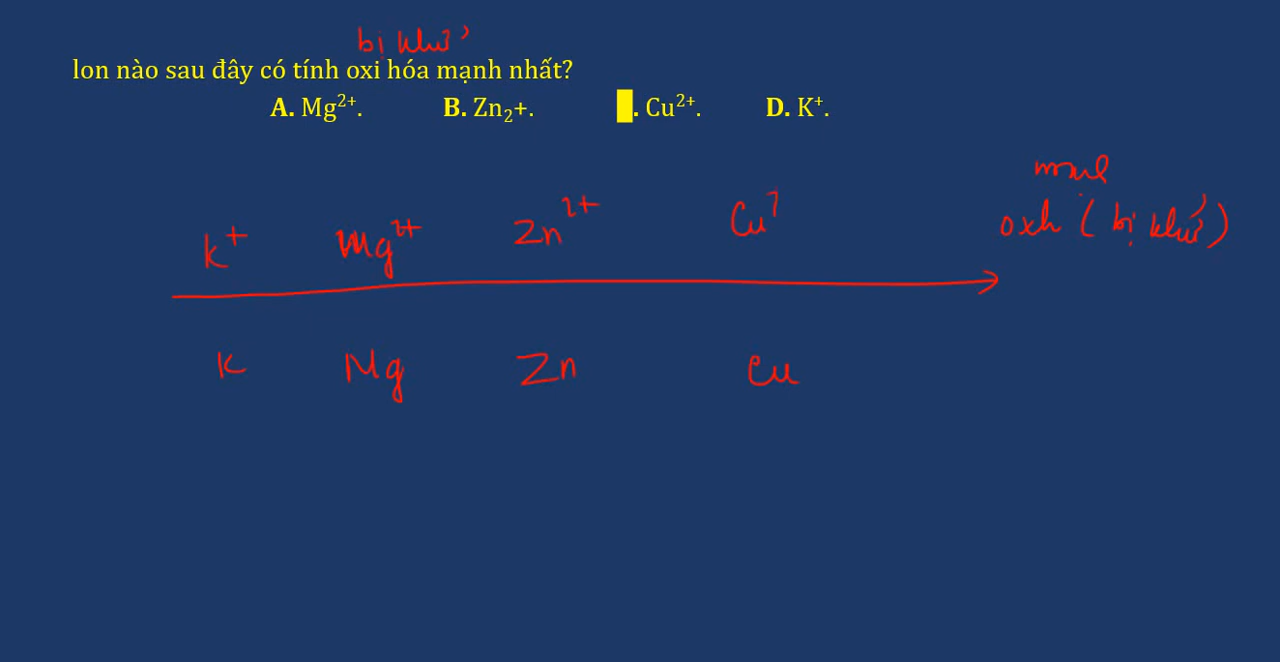 bị khử
lon nào sau đây có tính oxi hóa mạnh nhất?
A. Mg²⁺. B. Zn₂+. . Cu²⁺. D. K⁺.
mạnh
K⁺ Mg²⁺ Zn²⁺ Cu² oxh (bị khử)
K Mg Zn Cu